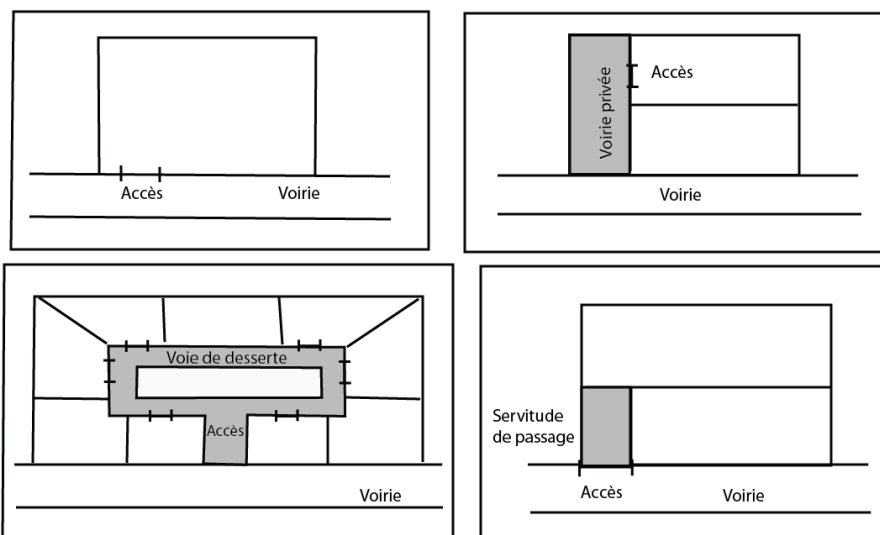 Accès
Voirie
Voirie privée
Accès
Voirie
Voie de desserte
Accès
Voirie
Servitude
de passage
Accès
Voirie